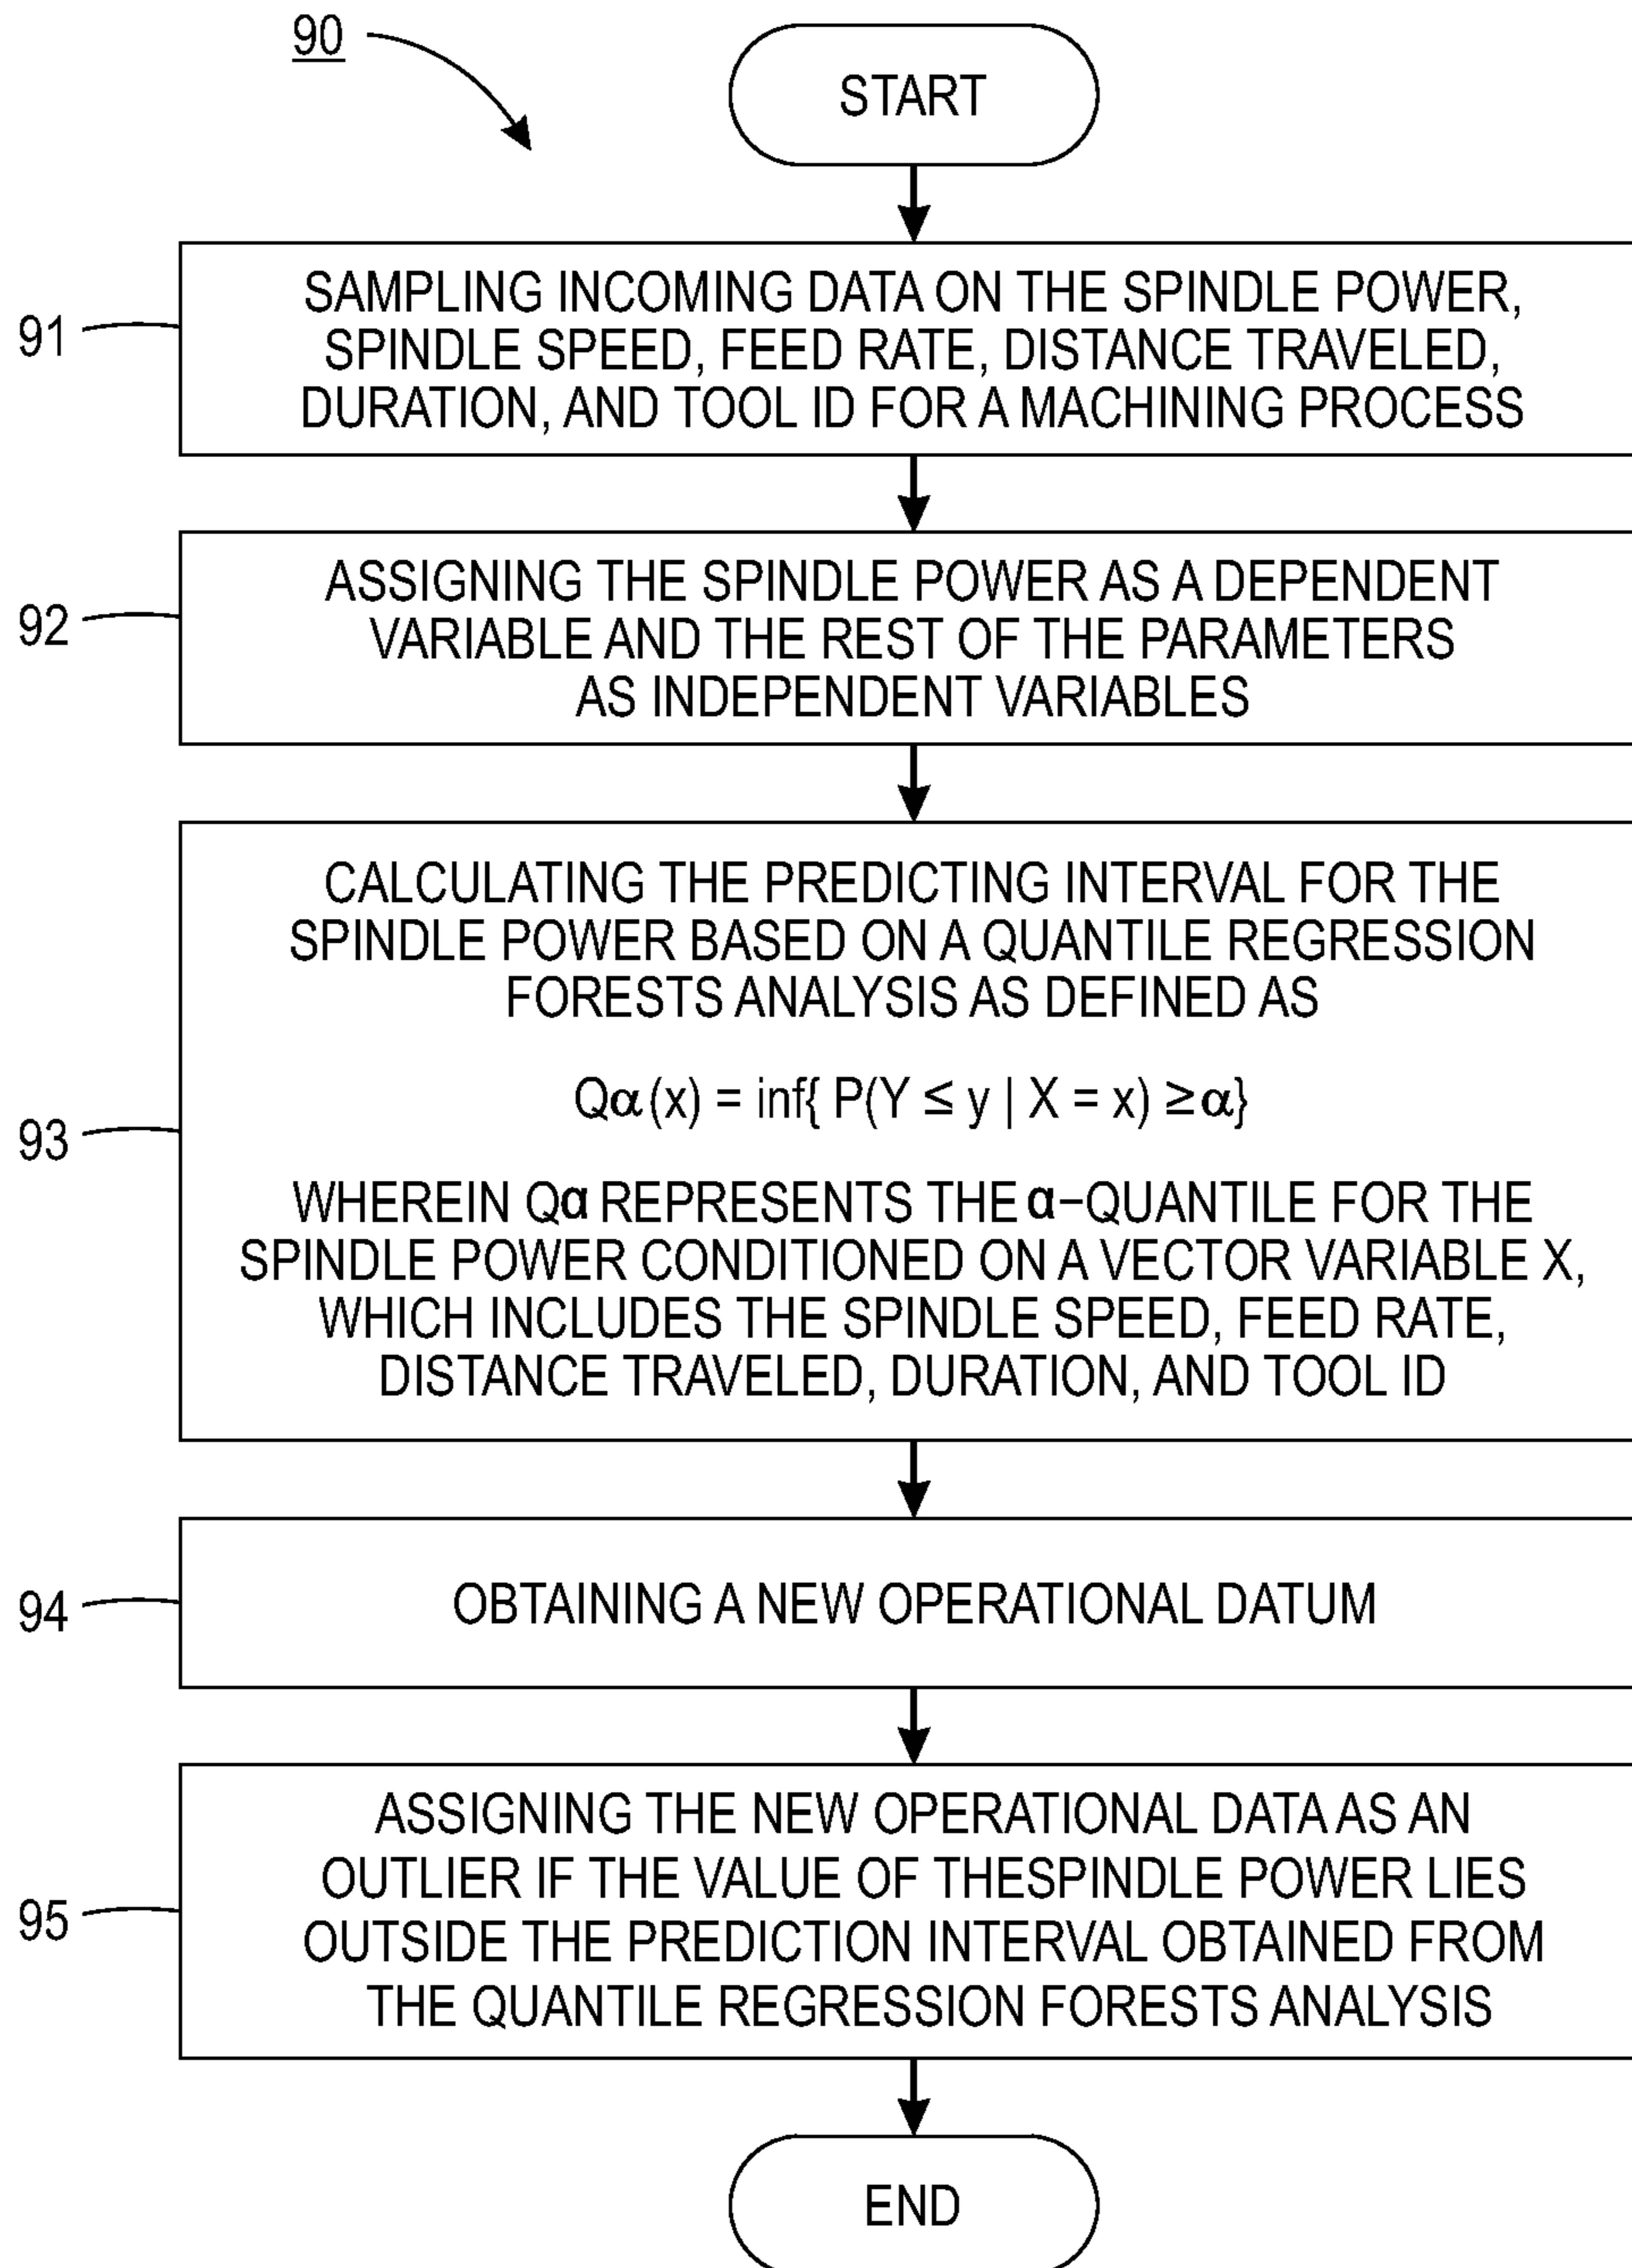 90
START
91
SAMPLING INCOMING DATA ON THE SPINDLE POWER,
SPINDLE SPEED, FEED RATE, DISTANCE TRAVELED,
DURATION, AND TOOL ID FOR A MACHINING PROCESS
92
ASSIGNING THE SPINDLE POWER AS A DEPENDENT
VARIABLE AND THE REST OF THE PARAMETERS
AS INDEPENDENT VARIABLES
93
CALCULATING THE PREDICTING INTERVAL FOR THE
SPINDLE POWER BASED ON A QUANTILE REGRESSION
FORESTS ANALYSIS AS DEFINED AS
Qα(x) = inf{ P(Y ≤ y | X = x) ≥α}
WHEREIN Qα REPRESENTS THE α–QUANTILE FOR THE
SPINDLE POWER CONDITIONED ON A VECTOR VARIABLE X,
WHICH INCLUDES THE SPINDLE SPEED, FEED RATE,
DISTANCE TRAVELED, DURATION, AND TOOL ID
94
OBTAINING A NEW OPERATIONAL DATUM
95
ASSIGNING THE NEW OPERATIONAL DATA AS AN
OUTLIER IF THE VALUE OF THESPINDLE POWER LIES
OUTSIDE THE PREDICTION INTERVAL OBTAINED FROM
THE QUANTILE REGRESSION FORESTS ANALYSIS
END